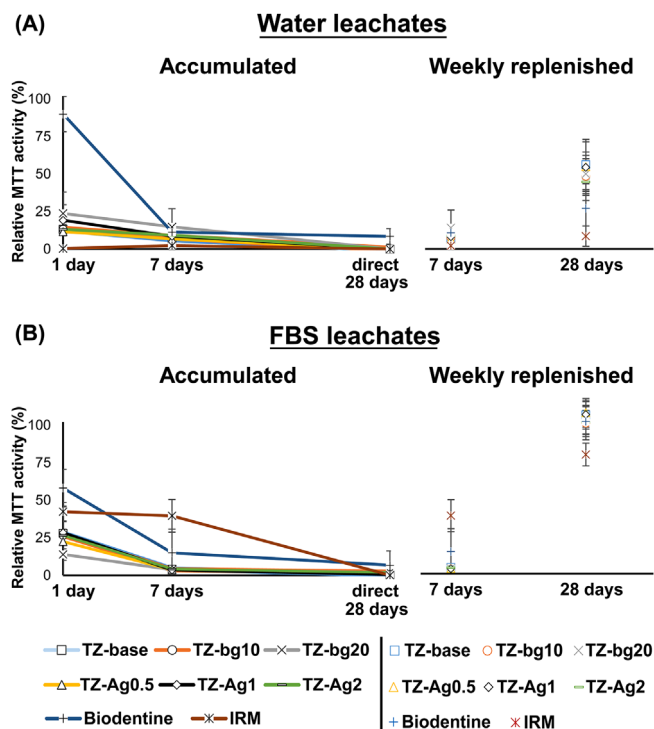 (A)
Water leachates
Accumulated
Weekly replenished
Relative MTT activity (%)
100
75
50
25
0
1 day
7 days
direct
28 days
7 days
28 days
(B)
FBS leachates
Accumulated
Weekly replenished
Relative MTT activity (%)
100
75
50
25
0
1 day
7 days
direct
28 days
7 days
28 days
TZ-base TZ-bg10 TZ-bg20
TZ-Ag0.5 TZ-Ag1 TZ-Ag2
Biodentine IRM
TZ-base TZ-bg10 TZ-bg20
TZ-Ag0.5 TZ-Ag1 TZ-Ag2
Biodentine IRM